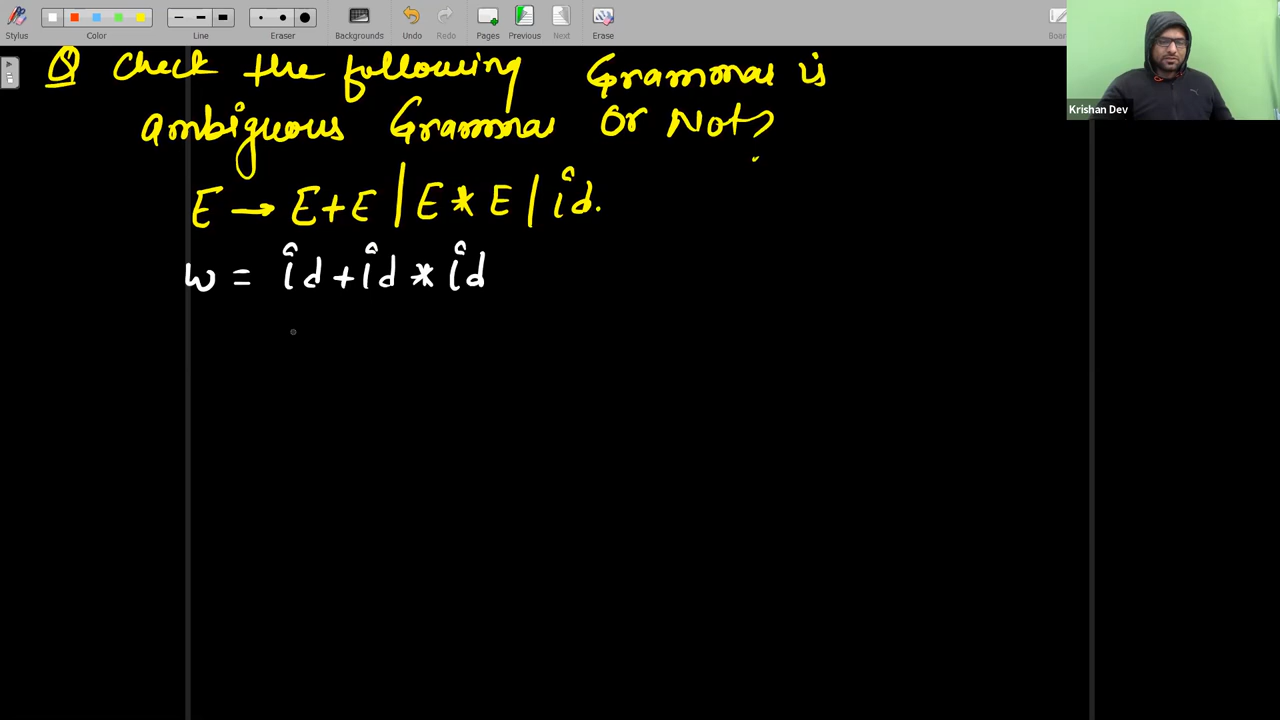 Stylus Color Line Eraser Backgrounds Undo Redo Pages Previous Next Erase Boar
Q Check the following Grammar is
ambiguous Grammar Or Not?
E → E+E | E * E | id.
w = id + id * id
Krishan Dev